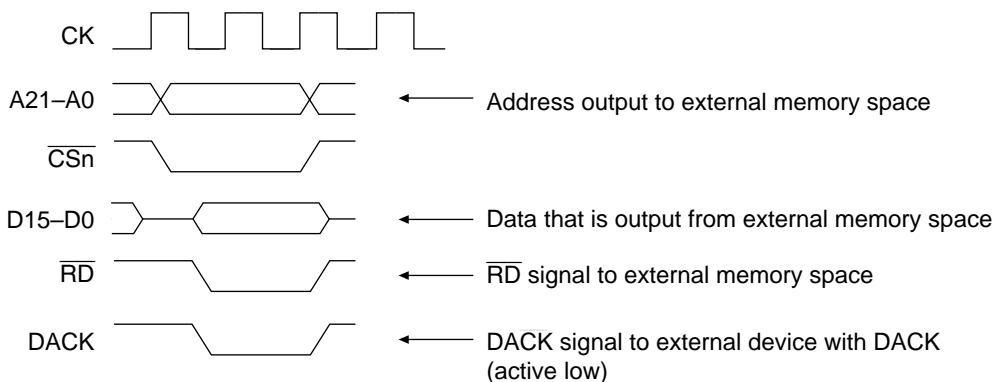 CK
A21–A0 Address output to external memory space
CSn
D15–D0 Data that is output from external memory space
RD RD signal to external memory space
DACK DACK signal to external device with DACK
(active low)